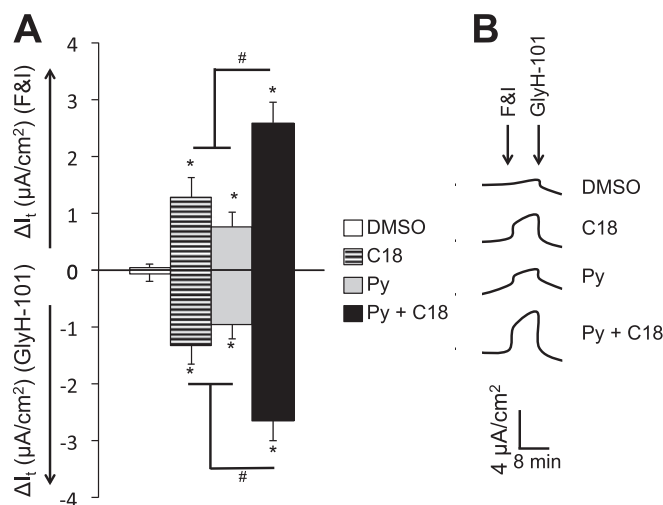 A
B
ΔIt (μA/cm2) (F&I)
ΔIt (μA/cm2) (GlyH-101)
4
3
2
1
0
-1
-2
-3
-4
#
*
*
*
*
*
*
#
DMSO
C18
Py
Py + C18
F&I
GlyH-101
DMSO
C18
Py
Py + C18
4 μA/cm2
8 min